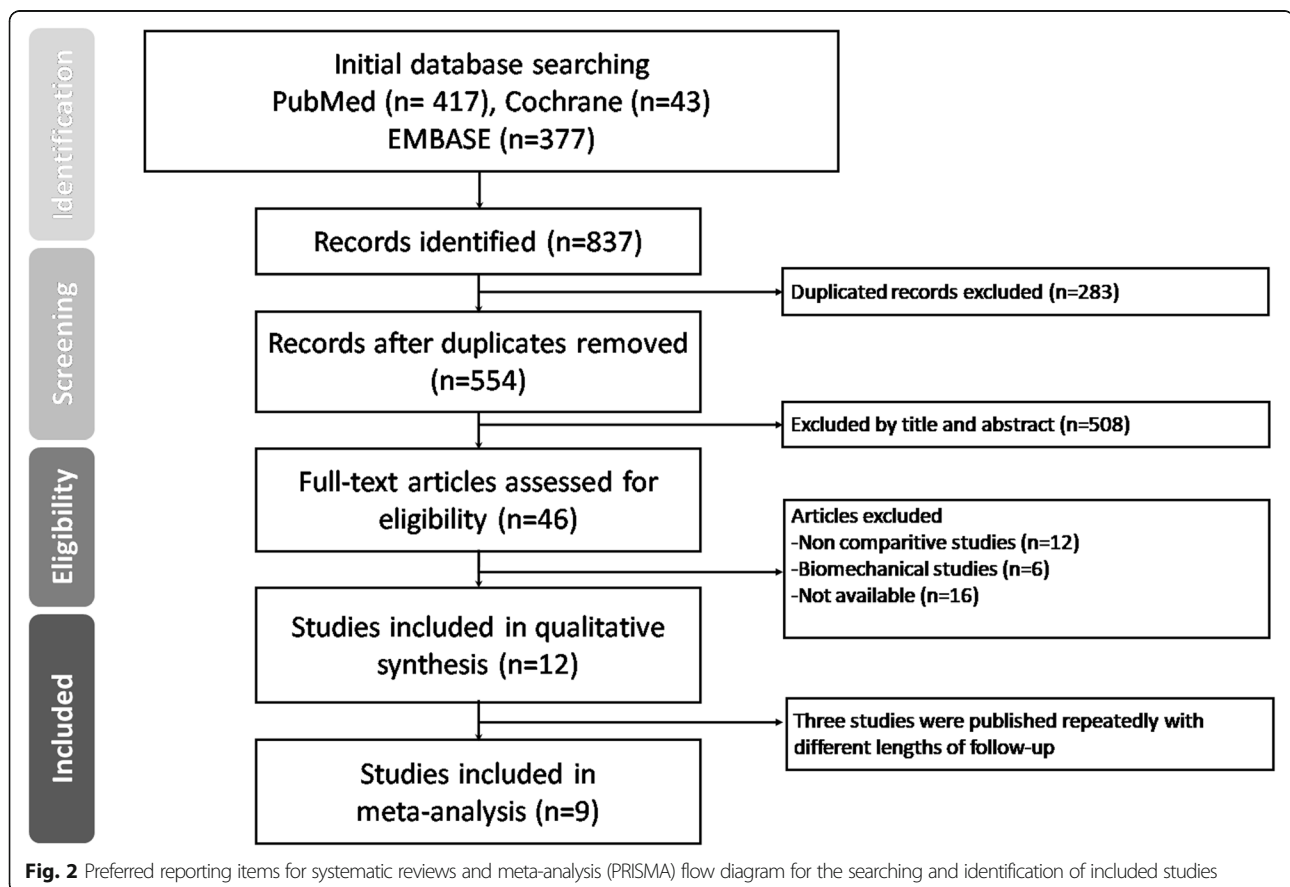 Identification
Initial database searching
PubMed (n= 417), Cochrane (n=43)
EMBASE (n=377)
Records identified (n=837)
Screening
Duplicated records excluded (n=283)
Records after duplicates removed
(n=554)
Excluded by title and abstract (n=508)
Eligibility
Full-text articles assessed for
eligibility (n=46)
Articles excluded
-Non comparitive studies (n=12)
-Biomechanical studies (n=6)
-Not available (n=16)
Included
Studies included in qualitative
synthesis (n=12)
Three studies were published repeatedly with
different lengths of follow-up
Studies included in
meta-analysis (n=9)
Fig. 2 Preferred reporting items for systematic reviews and meta-analysis (PRISMA) flow diagram for the searching and identification of included studies